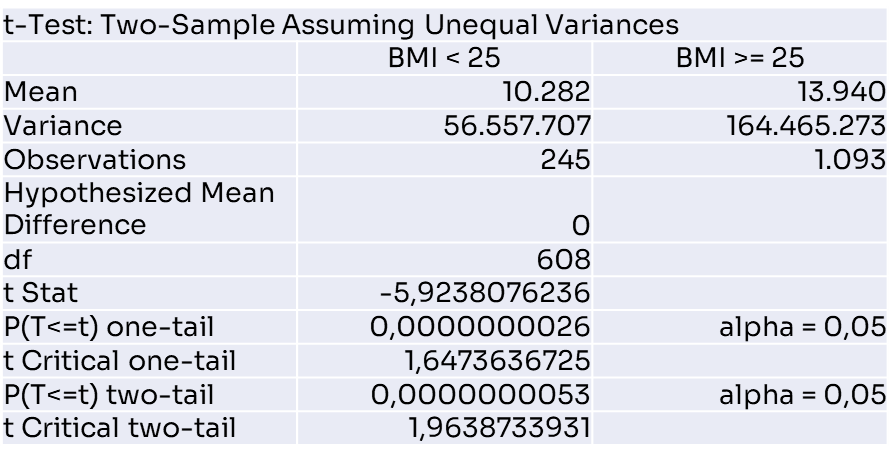 t-Test: Two-Sample Assuming Unequal Variances
BMI < 25 BMI >= 25
Mean 10.282 13.940
Variance 56.557.707 164.465.273
Observations 245 1.093
Hypothesized Mean
Difference 0
df 608
t Stat -5,9238076236
P(T<=t) one-tail 0,0000000026 alpha = 0,05
t Critical one-tail 1,6473636725
P(T<=t) two-tail 0,0000000053 alpha = 0,05
t Critical two-tail 1,9638733931